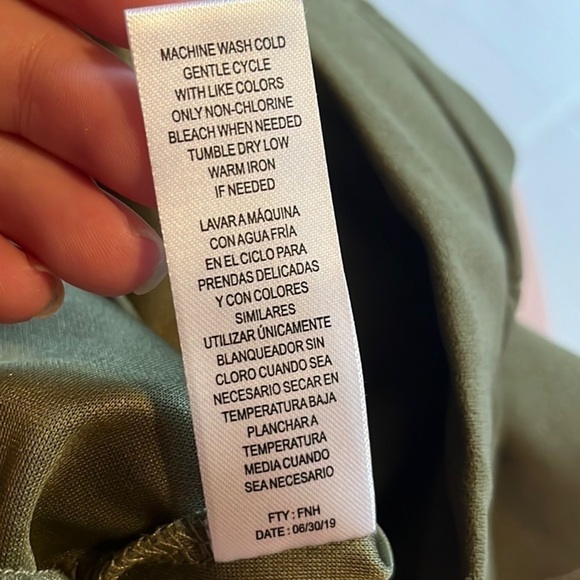 MACHINE WASH COLD
GENTLE CYCLE
WITH LIKE COLORS
ONLY NON-CHLORINE
BLEACH WHEN NEEDED
TUMBLE DRY LOW
WARM IRON
IF NEEDED
LAVAR A MÁQUINA
CON AGUA FRÍA
EN EL CICLO PARA
PRENDAS DELICADAS
Y CON COLORES
SIMILARES
UTILIZAR ÚNICAMENTE
BLANQUEADOR SIN
CLORO CUANDO SEA
NECESARIO SECAR EN
TEMPERATURA BAJA
PLANCHAR A
TEMPERATURA
MEDIA CUANDO
SEA NECESARIO
FTY : FNH
DATE : 06/30/19